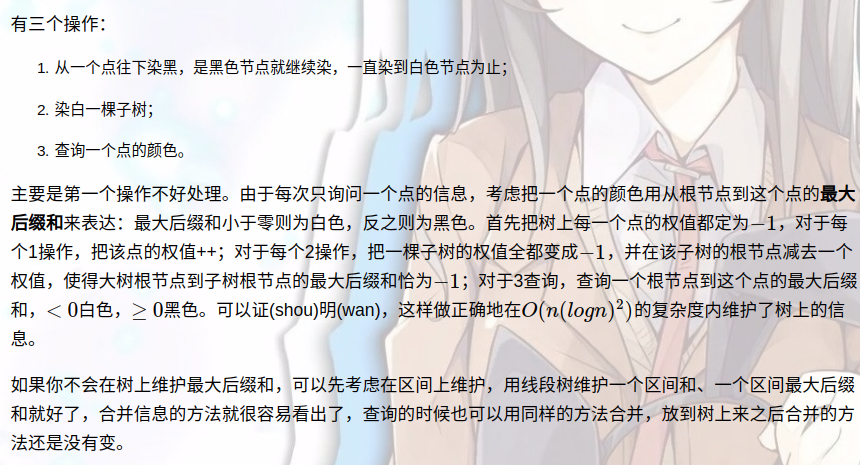 有三个操作：
1. 从一个点往下染黑，是黑色节点就继续染，一直染到白色节点为止；
2. 染白一棵子树；
3. 查询一个点的颜色。
主要是第一个操作不好处理。由于每次只询问一个点的信息，考虑把一个点的颜色用从根节点到这个点的最大
后缀和来表达：最大后缀和小于零则为白色，反之则为黑色。首先把树上每一个点的权值都定为−1，对于每
个1操作，把该点的权值++；对于每个2操作，把一棵子树的权值全都变成−1，并在该子树的根节点减去一个
权值，使得大树根节点到子树根节点的最大后缀和恰为−1；对于3查询，查询一个根节点到这个点的最大后缀
和，< 0白色，≥ 0黑色。可以证(shou)明(wan)，这样做正确地在O(n(logn)²)的复杂度内维护了树上的信
息。
如果你不会在树上维护最大后缀和，可以先考虑在区间上维护，用线段树维护一个区间和、一个区间最大后缀
和就好了，合并信息的方法就很容易看出了，查询的时候也可以用同样的方法合并，放到树上来之后合并的方
法还是没有变。